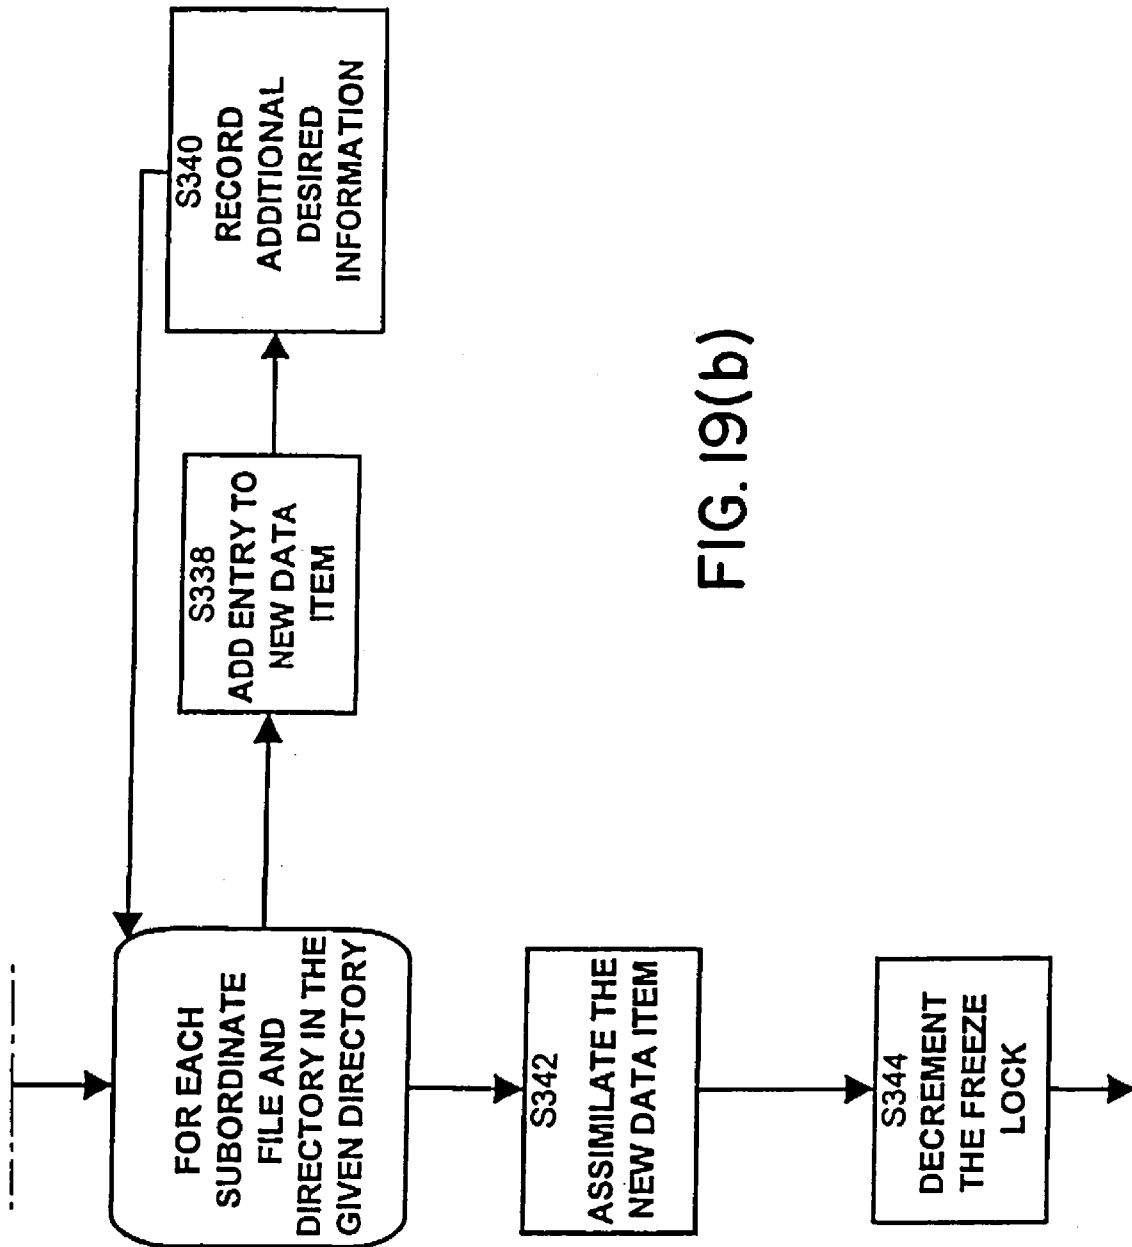 FOR EACH
SUBORDINATE
FILE AND
DIRECTORY IN THE
GIVEN DIRECTORY
S338
ADD ENTRY TO
NEW DATA
ITEM
S340
RECORD
ADDITIONAL
DESIRED
INFORMATION
S342
ASSIMILATE THE
NEW DATA ITEM
S344
DECREMENT
THE FREEZE
LOCK
FIG. 19(b)